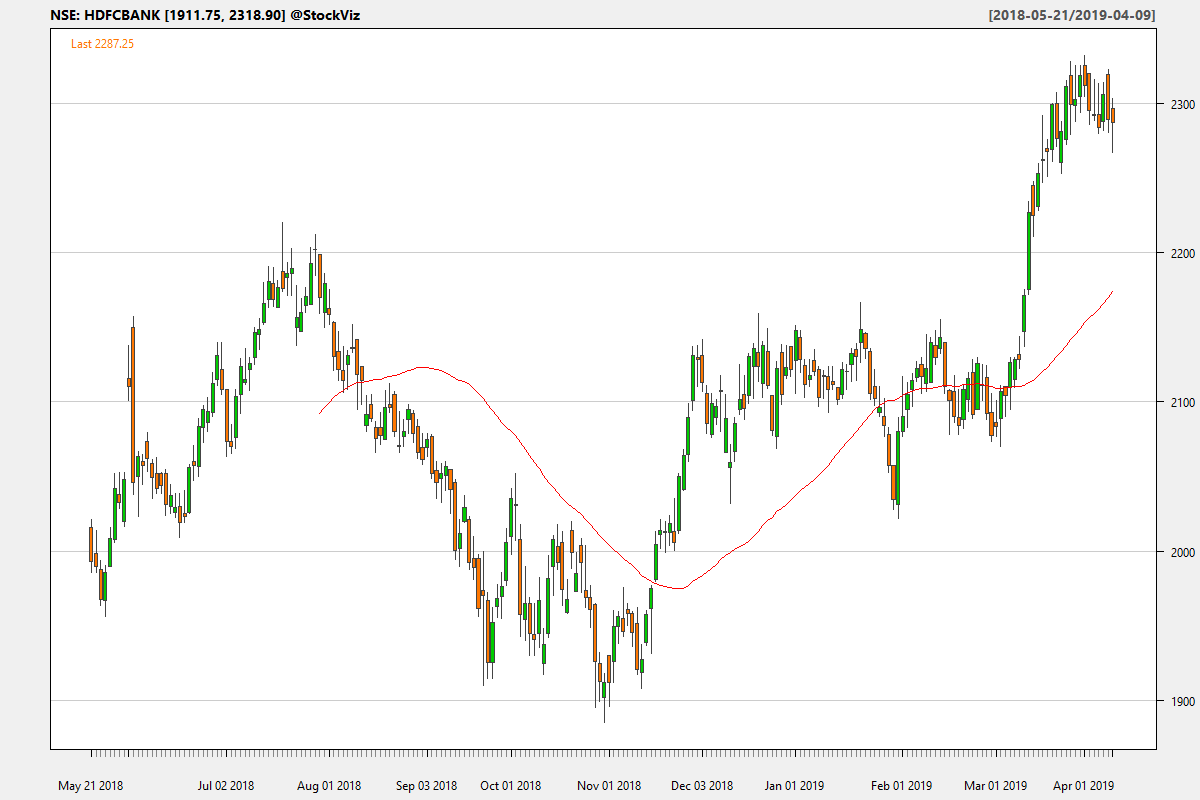 NSE: HDFCBANK [1911.75, 2318.90] @StockViz
[2018-05-21/2019-04-09]
Last 2287.25
2300
2200
2100
2000
1900
May 21 2018 Jul 02 2018 Aug 01 2018 Sep 03 2018 Oct 01 2018 Nov 01 2018 Dec 03 2018 Jan 01 2019 Feb 01 2019 Mar 01 2019 Apr 01 2019